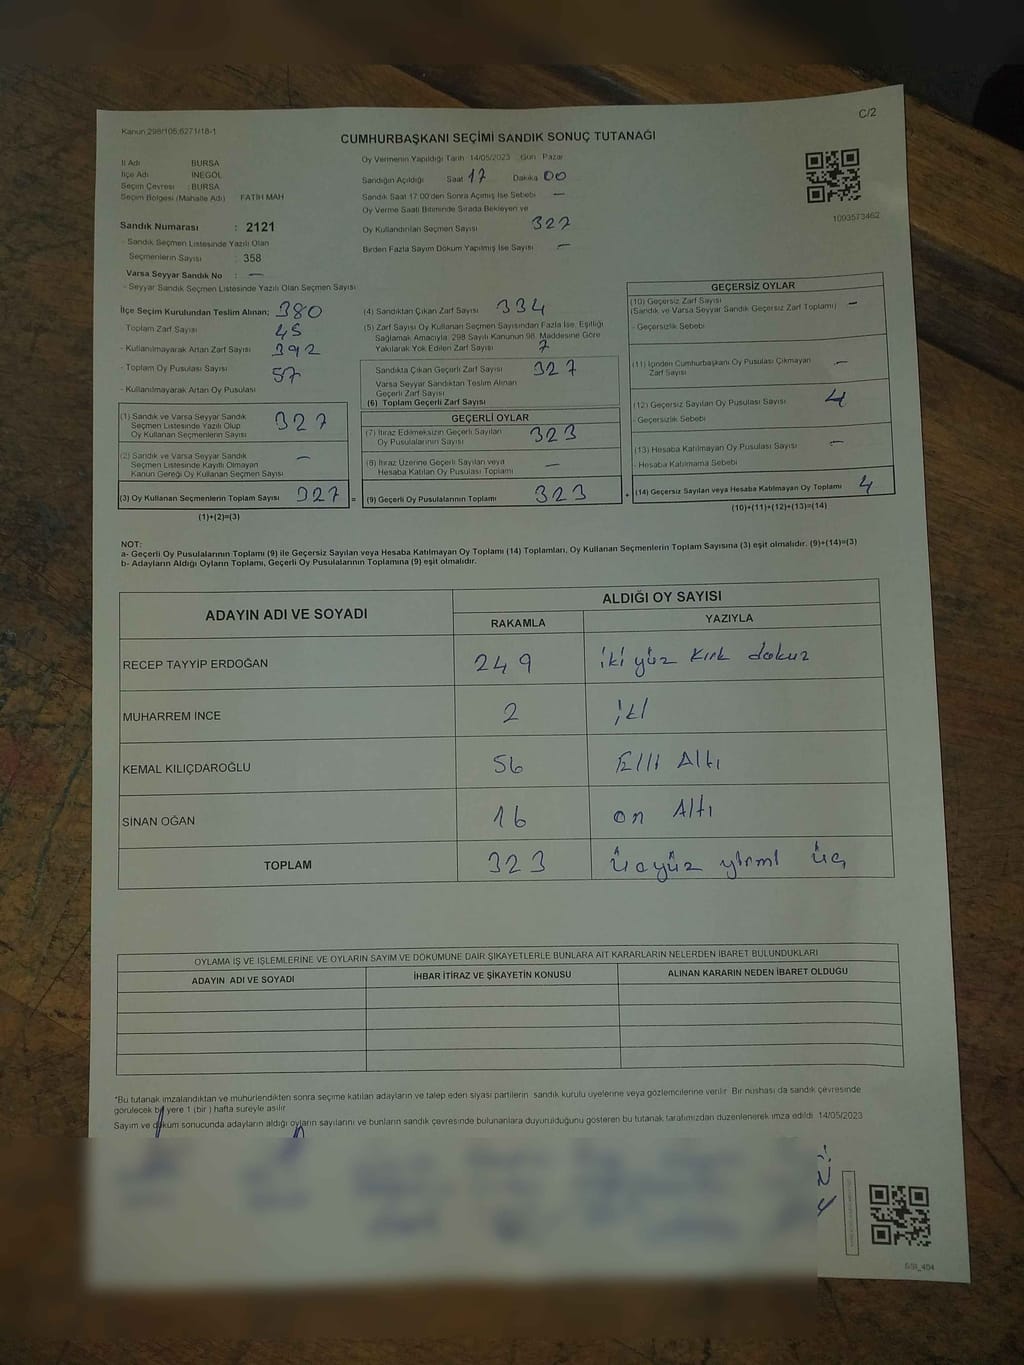 C/2
Kanun 298/105;6271/18-1
CUMHURBAŞKANI SEÇİMİ SANDIK SONUÇ TUTANAĞI
İl Adı BURSA
İlçe Adı İNEGÖL
Seçim Çevresi : BURSA
Seçim Bölgesi (Mahalle Adı) FATİH MAH
Oy Vermenin Yapıldığı Tarih 14/05/2023 Gün Pazar
Sandığın Açıldığı Saat 17 Dakika 00
Sandık Saat 17:00'den Sonra Açımış İse Sebebi —
Oy Verme Saati Bitiminde Sırada Bekleyen ve
Oy Kullandırılan Seçmen Sayısı 327
Birden Fazla Sayım Döküm Yapılmış İse Sayısı —
1093573462
Sandık Numarası : 2121
- Sandık Seçmen Listesinde Yazılı Olan
Seçmenlerin Sayısı : 358
Varsa Seyyar Sandık No : —
- Seyyar Sandık Seçmen Listesinde Yazılı Olan Seçmen Sayısı
İlçe Seçim Kurulundan Teslim Alınan; 380
- Toplam Zarf Sayısı 45
- Kullanılmayarak Artan Zarf Sayısı 392
- Toplam Oy Pusulası Sayısı 57
- Kullanılmayarak Artan Oy Pusulası
(1) Sandık ve Varsa Seyyar Sandık
Seçmen Listesinde Yazılı Olup
Oy Kullanan Seçmenlerin Sayısı 327
(2) Sandık ve Varsa Seyyar Sandık
Seçmen Listesinde Kayıtlı Olmayan
Kanun Gereği Oy Kullanan Seçmen Sayısı —
(3) Oy Kullanan Seçmenlerin Toplam Sayısı 327 =
(1)+(2)=(3)
(4) Sandıktan Çıkan Zarf Sayısı 334
(5) Zarf Sayısı Oy Kullanan Seçmen Sayısından Fazla İse, Eşitliği
Sağlamak Amacıyla, 298 Sayılı Kanunun 98. Maddesine Göre
Yakılarak Yok Edilen Zarf Sayısı 7
Sandıkta Çıkan Geçerli Zarf Sayısı 327
Varsa Seyyar Sandıktan Teslim Alınan
Geçerli Zarf Sayısı
(6) Toplam Geçerli Zarf Sayısı
GEÇERLİ OYLAR
(7) İtiraz Edilmeksizin Geçerli Sayılan
Oy Pusulalarının Sayısı 323
(8) İtiraz Üzerine Geçerli Sayılan veya
Hesaba Katılan Oy Pusulası Toplamı —
(9) Geçerli Oy Pusulalarının Toplamı 323 +
GEÇERSİZ OYLAR
(10) Geçersiz Zarf Sayısı
(Sandık ve Varsa Seyyar Sandık Geçersiz Zarf Toplamı) —
- Geçersizlik Sebebi
(11) İçinden Cumhurbaşkanı Oy Pusulası Çıkmayan
Zarf Sayısı —
(12) Geçersiz Sayılan Oy Pusulası Sayısı 4
- Geçersizlik Sebebi
(13) Hesaba Katılmayan Oy Pusulası Sayısı —
- Hesaba Katılmama Sebebi
(14) Geçersiz Sayılan veya Hesaba Katılmayan Oy Toplamı 4
(10)+(11)+(12)+(13)=(14)
NOT:
a- Geçerli Oy Pusulalarının Toplamı (9) ile Geçersiz Sayılan veya Hesaba Katılmayan Oy Toplamı (14) Toplamları, Oy Kullanan Seçmenlerin Toplam Sayısına (3) eşit olmalıdır. (9)+(14)=(3)
b- Adayların Aldığı Oyların Toplamı, Geçerli Oy Pusulalarının Toplamına (9) eşit olmalıdır.
ADAYIN ADI VE SOYADI
ALDIĞI OY SAYISI
RAKAMLA YAZIYLA
RECEP TAYYİP ERDOĞAN 249 iki yüz kırk dokuz
MUHARREM İNCE 2 iki
KEMAL KILIÇDAROĞLU 56 Elli Altı
SİNAN OĞAN 16 on Altı
TOPLAM 323 üçyüz yirmi üç
OYLAMA İŞ VE İŞLEMLERİNE VE OYLARIN SAYIM VE DÖKÜMÜNE DAİR ŞİKAYETLERLE BUNLARA AİT KARARLARIN NELERDEN İBARET BULUNDUKLARI
ADAYIN ADI VE SOYADI İHBAR İTİRAZ VE ŞİKAYETİN KONUSU ALINAN KARARIN NEDEN İBARET OLDUĞU
*Bu tutanak imzalandıktan ve mühürlendikten sonra seçime katılan adayların ve talep eden siyasi partilerin sandık kurulu üyelerine veya gözlemcilerine verilir. Bir nüshası da sandık çevresinde
görülecek bir yere 1 (bir ) hafta süreyle asılır
Sayım ve döküm sonucunda adayların aldığı oyların sayılarını ve bunların sandık çevresinde bulunanlara duyurulduğunu gösteren bu tutanak tarafımızdan düzenlenerek imza edildi. 14/05/2023